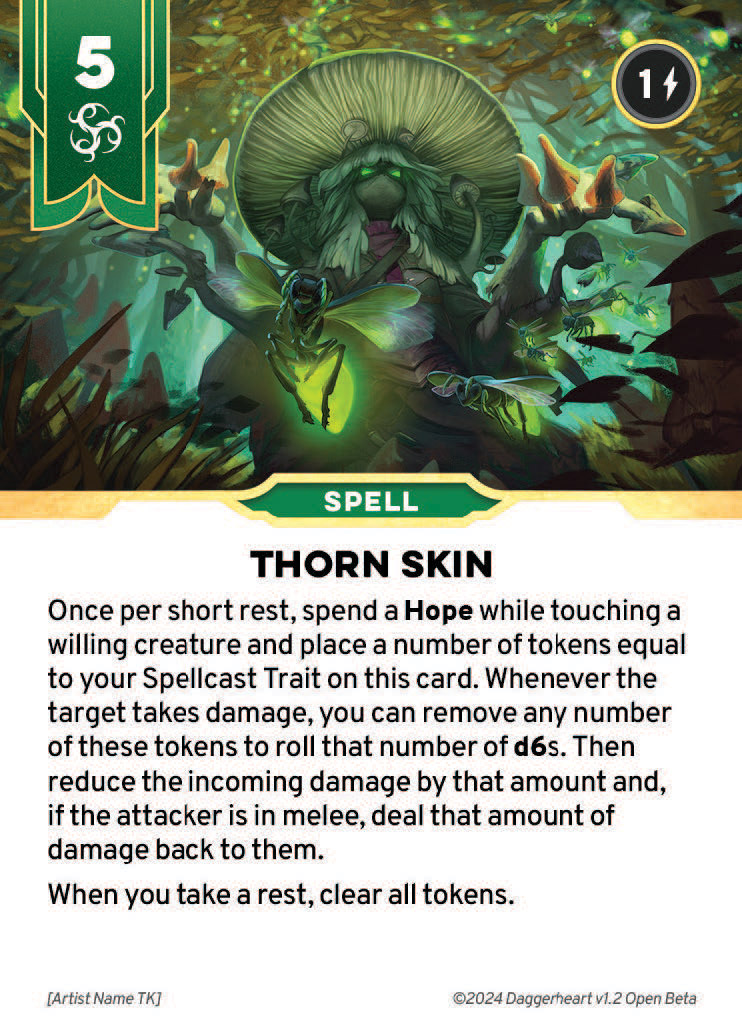 5
1
SPELL
THORN SKIN
Once per short rest, spend a Hope while touching a
willing creature and place a number of tokens equal
to your Spellcast Trait on this card. Whenever the
target takes damage, you can remove any number
of these tokens to roll that number of d6s. Then
reduce the incoming damage by that amount and,
if the attacker is in melee, deal that amount of
damage back to them.
When you take a rest, clear all tokens.
[Artist Name TK]
©2024 Daggerheart v1.2 Open Beta